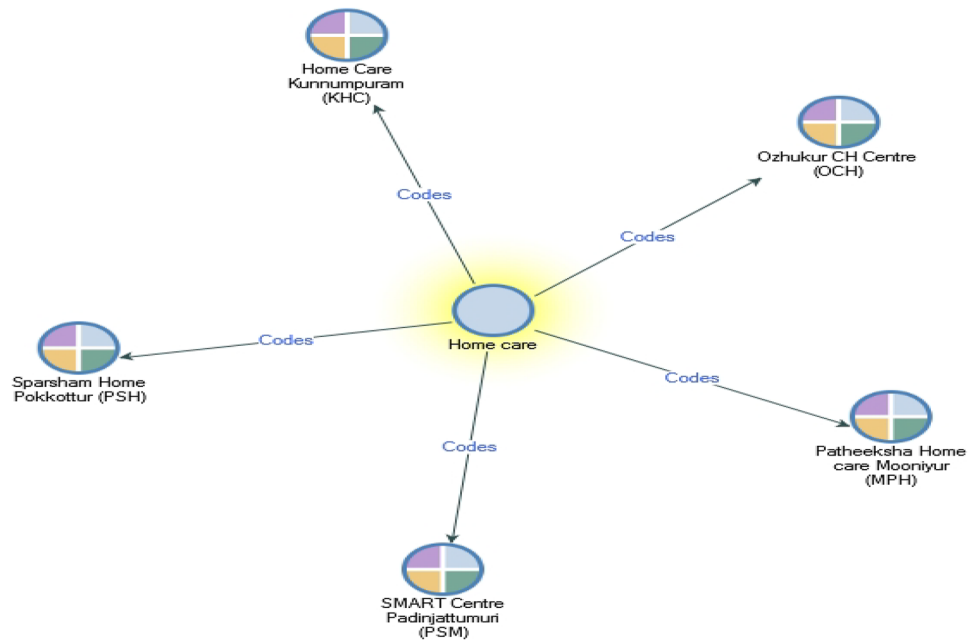 Home Care
Kunnumpuram
(KHC)
Ozhukur CH Centre
(OCH)
Codes
Codes
Home care
Codes
Sparsham Home
Pokkottur (PSH)
Codes
Codes
Patheeksha Home
care Mooniyur
(MPH)
SMART Centre
Padinjattumuri
(PSM)